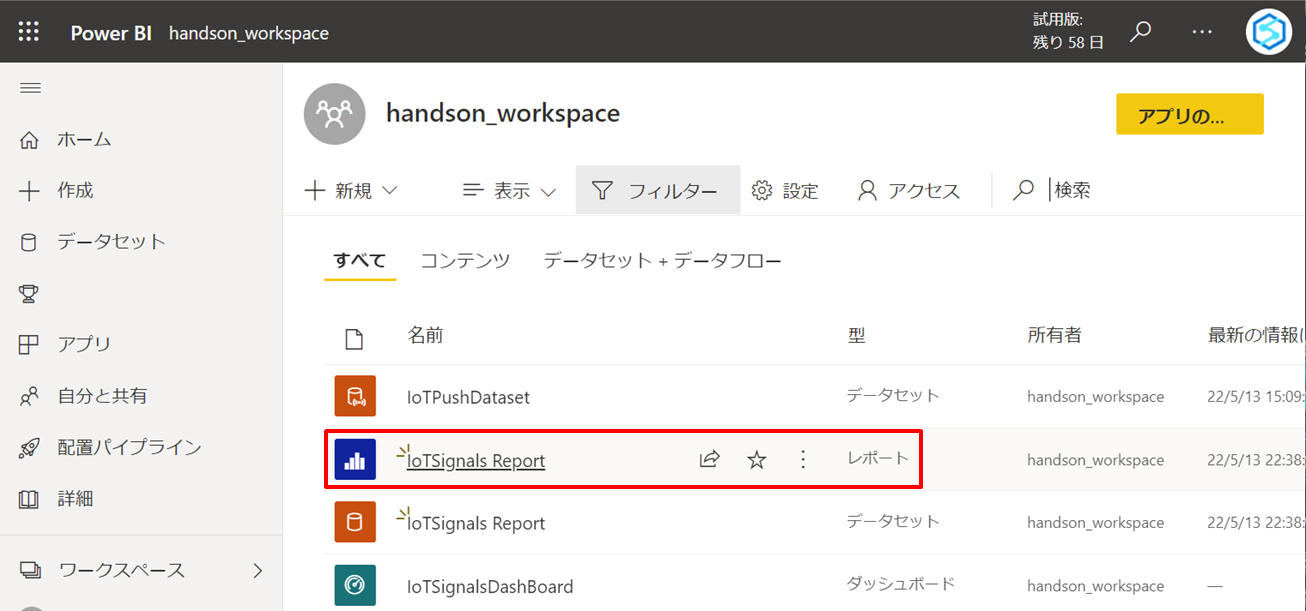 Power BI handson_workspace
試用版:
残り 58 日
handson_workspace
アプリの...
ホーム
作成
データセット
アプリ
自分と共有
配置パイプライン
詳細
ワークスペース
新規
表示
フィルター
設定
アクセス
検索
すべて コンテンツ データセット + データフロー
名前 型 所有者 最新の情報に
IoTPushDataset データセット handson_workspace 22/5/13 15:09:
IoTSignals Report レポート handson_workspace 22/5/13 22:38:
IoTSignals Report データセット handson_workspace 22/5/13 22:38:
IoTSignalsDashBoard ダッシュボード handson_workspace —